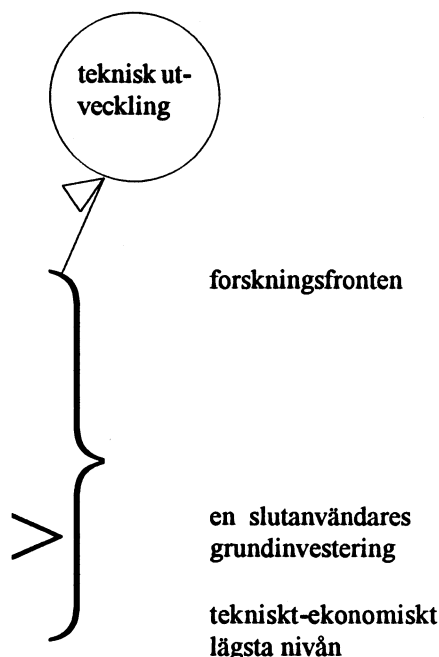 teknisk ut-
veckling
forskningsfronten
en slutanvändares
grundinvestering
tekniskt-ekonomiskt
lägsta nivån